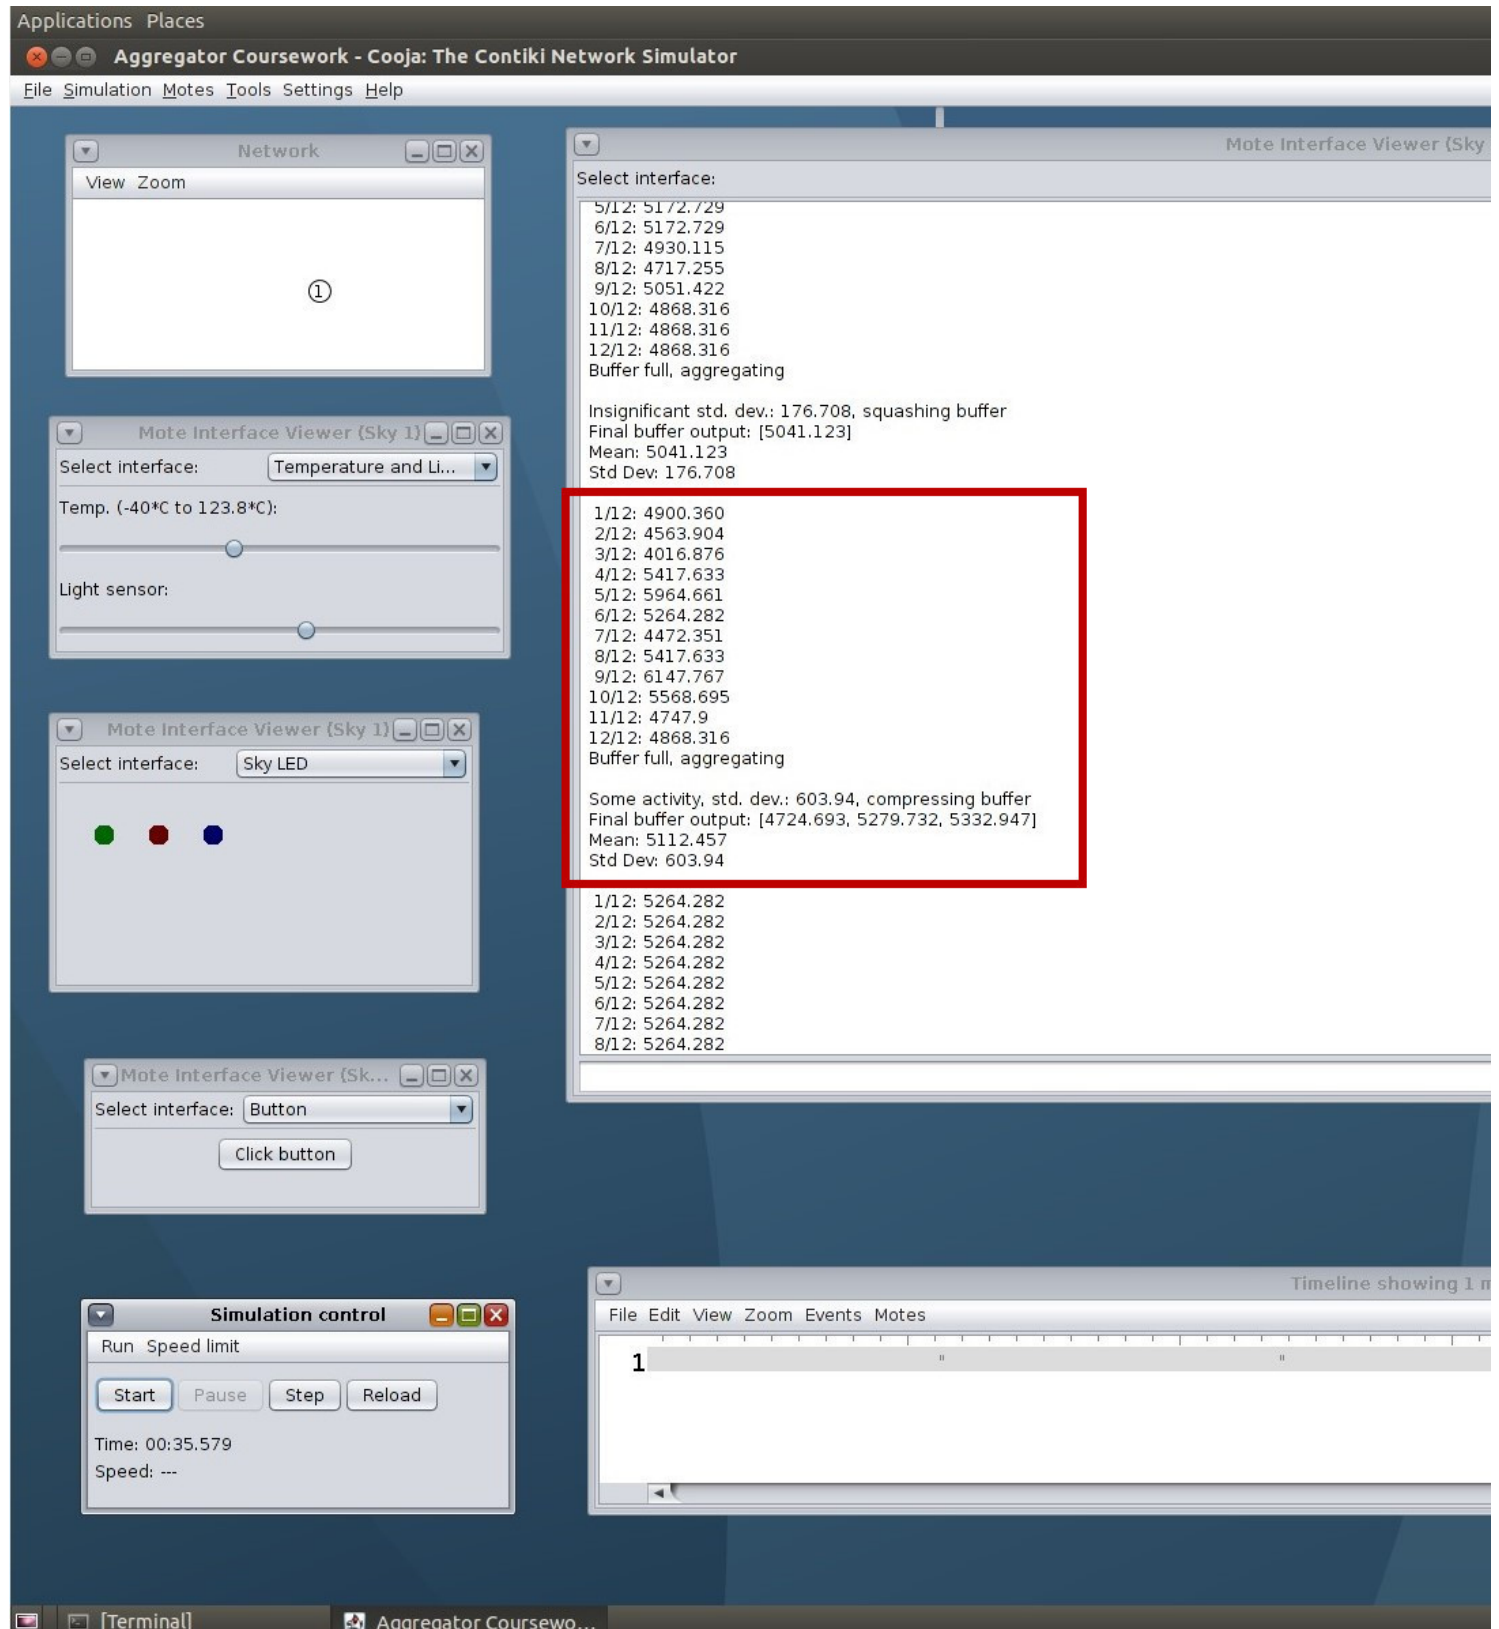 Applications Places
Aggregator Coursework - Cooja: The Contiki Network Simulator
File Simulation Motes Tools Settings Help
Network
View Zoom
1
Mote Interface Viewer (Sky 1)
Select interface: Temperature and Li...
Temp. (-40*C to 123.8*C):
Light sensor:
Mote Interface Viewer (Sky 1)
Select interface: Sky LED
Mote Interface Viewer (Sk...
Select interface: Button
Click button
Simulation control
Run Speed limit
Start Pause Step Reload
Time: 00:35.579
Speed: ---
Mote Interface Viewer (Sky
Select interface:
5/12: 5172.729
6/12: 5172.729
7/12: 4930.115
8/12: 4717.255
9/12: 5051.422
10/12: 4868.316
11/12: 4868.316
12/12: 4868.316
Buffer full, aggregating
Insignificant std. dev.: 176.708, squashing buffer
Final buffer output: [5041.123]
Mean: 5041.123
Std Dev: 176.708
1/12: 4900.360
2/12: 4563.904
3/12: 4016.876
4/12: 5417.633
5/12: 5964.661
6/12: 5264.282
7/12: 4472.351
8/12: 5417.633
9/12: 6147.767
10/12: 5568.695
11/12: 4747.9
12/12: 4868.316
Buffer full, aggregating
Some activity, std. dev.: 603.94, compressing buffer
Final buffer output: [4724.693, 5279.732, 5332.947]
Mean: 5112.457
Std Dev: 603.94
1/12: 5264.282
2/12: 5264.282
3/12: 5264.282
4/12: 5264.282
5/12: 5264.282
6/12: 5264.282
7/12: 5264.282
8/12: 5264.282
Timeline showing 1 m
File Edit View Zoom Events Motes
1
[Terminal]
Aggregator Coursewo...